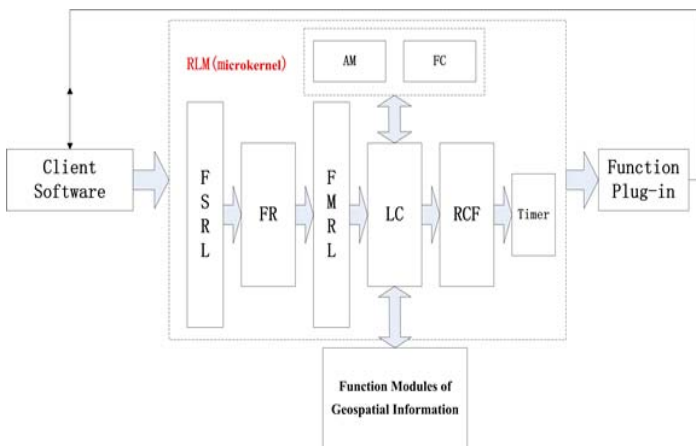 RLM(microkernel)
AM
FC
Client
Software
F
S
R
L
FR
F
M
R
L
LC
RCF
Timer
Function
Plug-in
Function Modules of
Geospatial Information